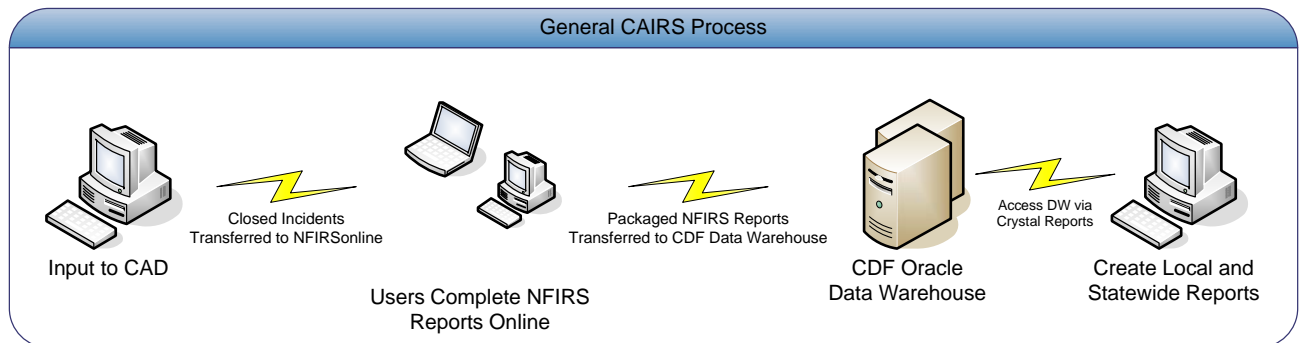 General CAIRS Process
Input to CAD
Closed Incidents
Transferred to NFIRSonline
Users Complete NFIRS
Reports Online
Packaged NFIRS Reports
Transferred to CDF Data Warehouse
CDF Oracle
Data Warehouse
Access DW via
Crystal Reports
Create Local and
Statewide Reports